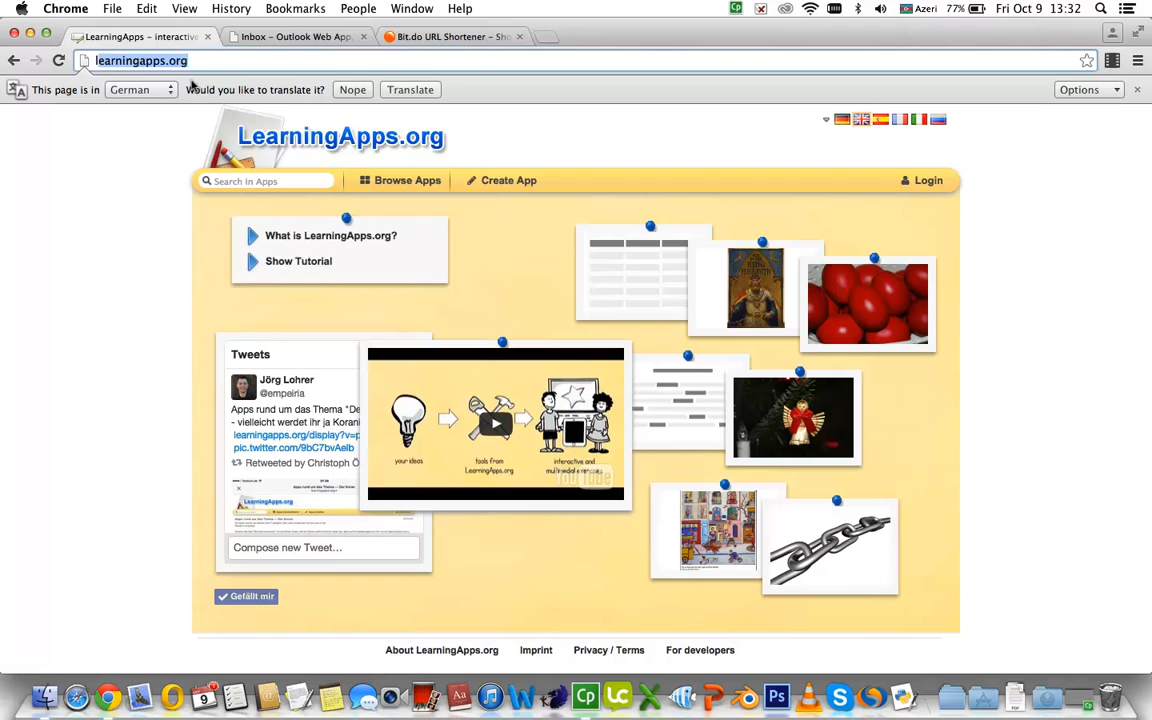 Chrome File Edit View History Bookmarks People Window Help Azeri 77% Fri Oct 9 13:32
LearningApps – interactive Inbox – Outlook Web App, Bit.do URL Shortener – Sho
learningapps.org
This page is in German Would you like to translate it? Nope Translate Options
LearningApps.org
Search in Apps Browse Apps Create App Login
What is LearningApps.org?
Show Tutorial
Tweets
Jörg Lohrer
@empeiria
Apps rund um das Thema "De
- vielleicht werdet ihr ja Korani
learningapps.org/display?v=p
pic.twitter.com/9bC7bvAelb
Retweeted by Christoph Ö
LearningApps.org
Compose new Tweet...
your ideas
tools from
LearningApps.org
interactive and
YouTube
Gefällt mir
About LearningApps.org Imprint Privacy / Terms For developers